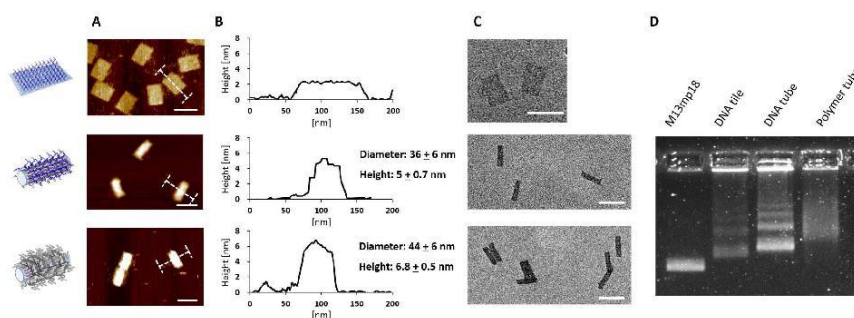 A
B
C
D
Height [nm]
8
6
4
2
0
0 50 100 150 200
[nm]
Height [nm]
8
6
4
2
0
0 50 100 150 200
[nm]
Diameter: 36 ± 6 nm
Height: 5 ± 0.7 nm
Height [nm]
8
6
4
2
0
0 50 100 150 200
[nm]
Diameter: 44 ± 6 nm
Height: 6.8 ± 0.5 nm
M13mp18
DNA tile
DNA tube
Polymer tube